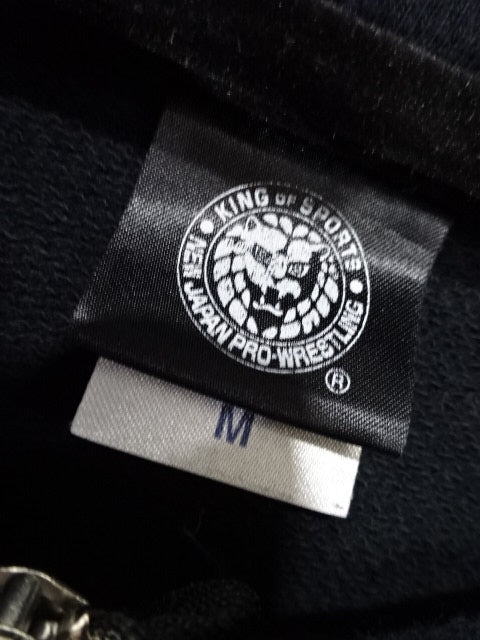 KING OF SPORTS
NEW JAPAN PRO-WRESTLING
®
M